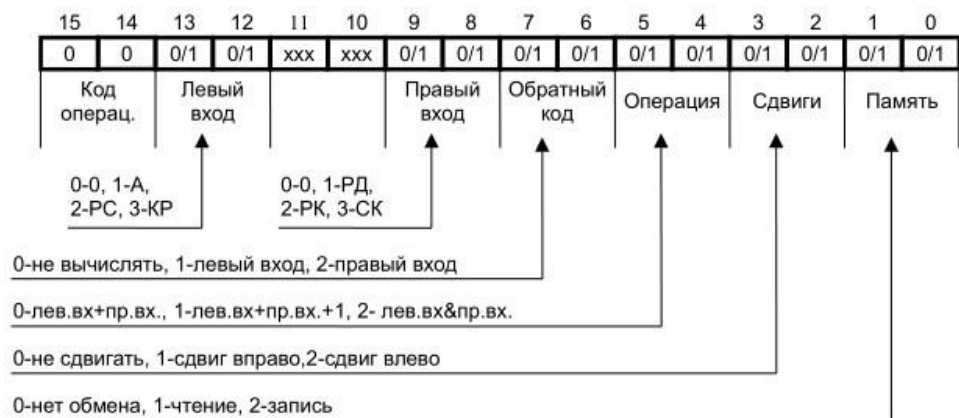 15 14 13 12 11 10 9 8 7 6 5 4 3 2 1 0
0 0 0/1 0/1 xxx xxx 0/1 0/1 0/1 0/1 0/1 0/1 0/1 0/1 0/1 0/1
Код операц.
Левый вход
Правый вход
Обратный код
Операция
Сдвиги
Память
0-0, 1-А,
2-РС, 3-КР
0-0, 1-РД,
2-РК, 3-СК
0-не вычислять, 1-левый вход, 2-правый вход
0-лев.вх+пр.вх., 1-лев.вх+пр.вх.+1, 2- лев.вх&пр.вх.
0-не сдвигать, 1-сдвиг вправо,2-сдвиг влево
0-нет обмена, 1-чтение, 2-запись